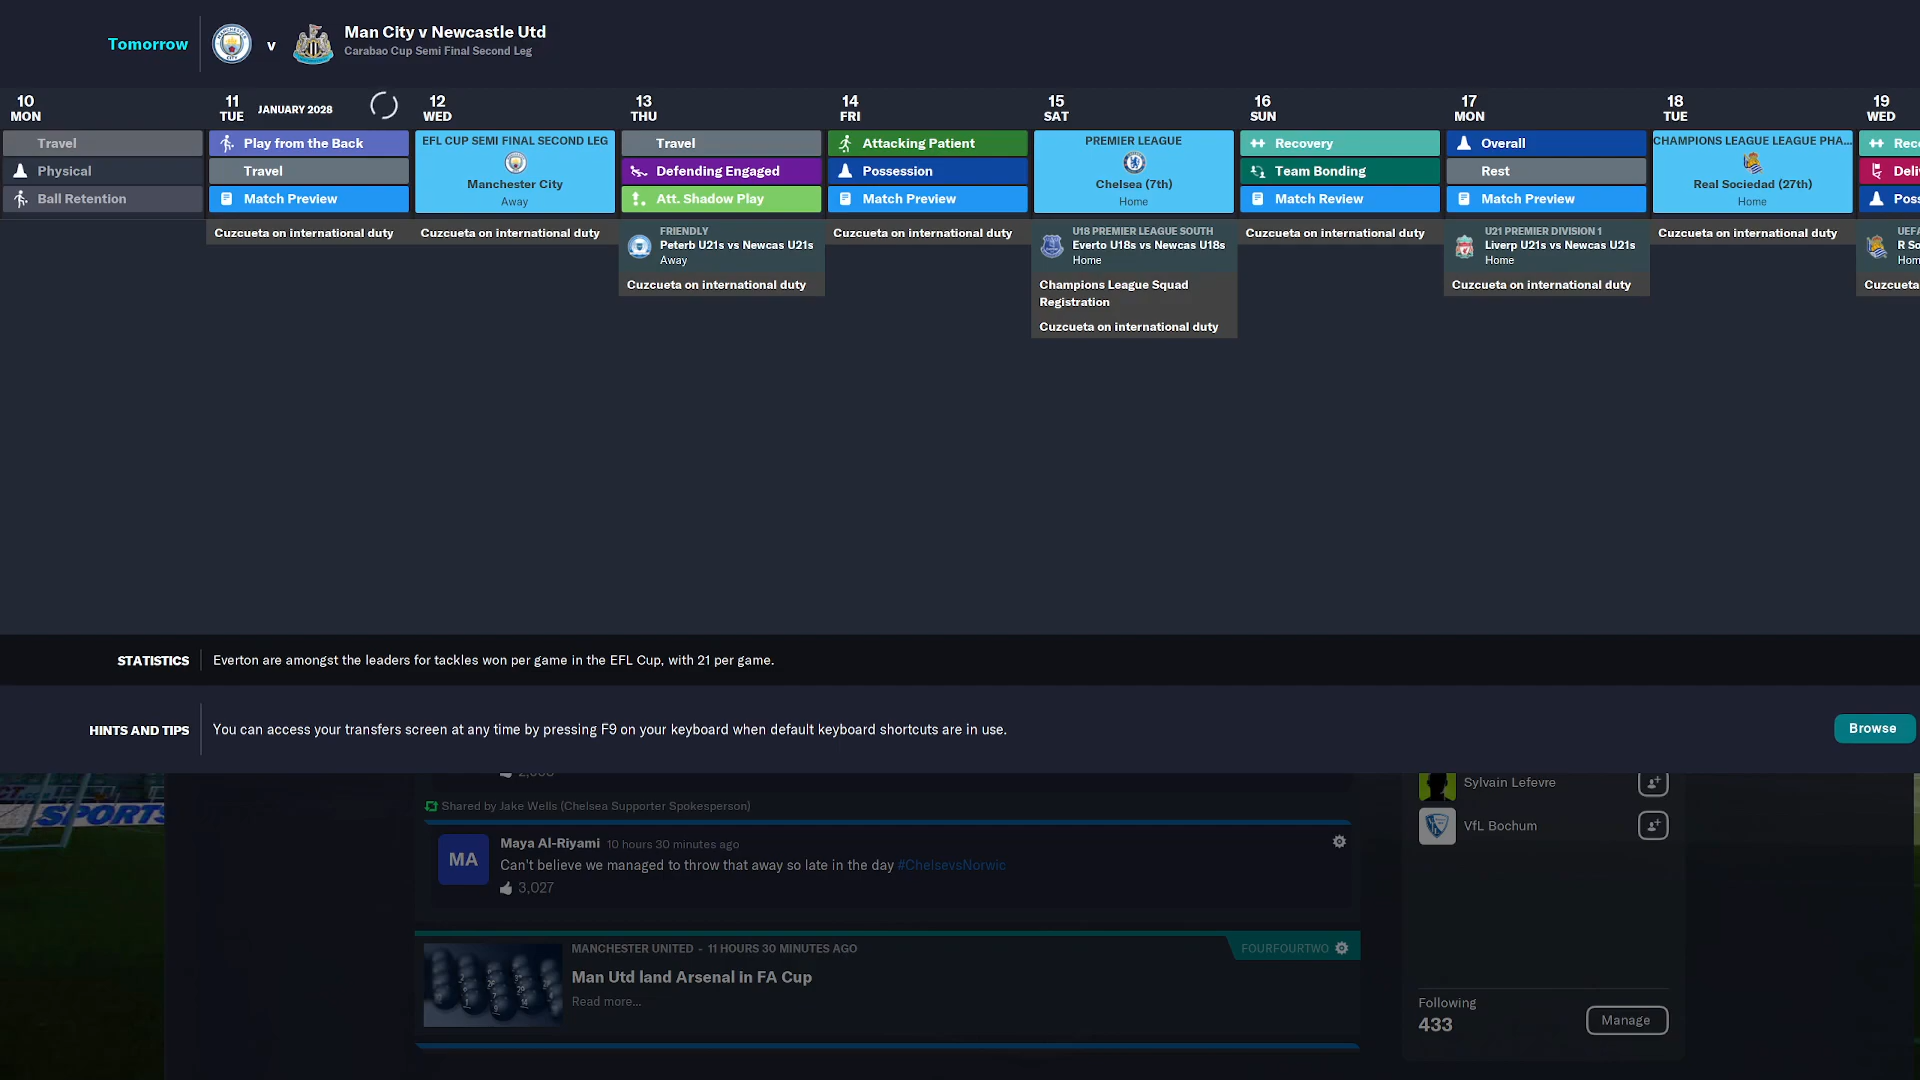 Tomorrow
v
Man City v Newcastle Utd
Carabao Cup Semi Final Second Leg
10
MON
Travel
Physical
Ball Retention
11
TUE
JANUARY 2028
Play from the Back
Travel
Match Preview
Cuzcueta on international duty
12
WED
EFL CUP SEMI FINAL SECOND LEG
Manchester City
Away
Cuzcueta on international duty
13
THU
Travel
Defending Engaged
Att. Shadow Play
FRIENDLY
Peterb U21s vs Newcas U21s
Away
Cuzcueta on international duty
14
FRI
Attacking Patient
Possession
Match Preview
Cuzcueta on international duty
15
SAT
PREMIER LEAGUE
Chelsea (7th)
Home
U18 PREMIER LEAGUE SOUTH
Everto U18s vs Newcas U18s
Home
Champions League Squad
Registration
Cuzcueta on international duty
16
SUN
Recovery
Team Bonding
Match Review
Cuzcueta on international duty
17
MON
Overall
Rest
Match Preview
U21 PREMIER DIVISION 1
Liverp U21s vs Newcas U21s
Home
Cuzcueta on international duty
18
TUE
CHAMPIONS LEAGUE LEAGUE PHA...
Real Sociedad (27th)
Home
Cuzcueta on international duty
19
WED
Reco
Deliv
Poss
UEFA
R So
Hom
Cuzcueta
STATISTICS
Everton are amongst the leaders for tackles won per game in the EFL Cup, with 21 per game.
HINTS AND TIPS
You can access your transfers screen at any time by pressing F9 on your keyboard when default keyboard shortcuts are in use.
Browse
Shared by Jake Wells (Chelsea Supporter Spokesperson)
MA
Maya Al-Riyami 10 hours 30 minutes ago
Can't believe we managed to throw that away so late in the day #ChelsevsNorwic
3,027
MANCHESTER UNITED - 11 HOURS 30 MINUTES AGO
FOURFOURTWO
Man Utd land Arsenal in FA Cup
Read more...
Sylvain Lefevre
VfL Bochum
Following
433
Manage
SPORTS